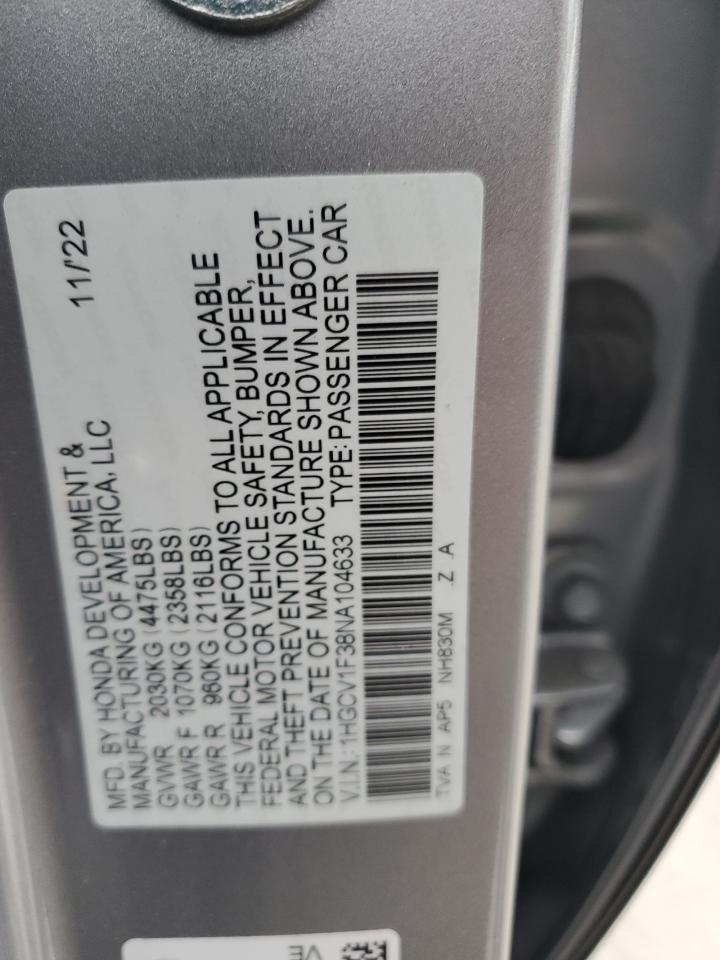 MFD. BY HONDA DEVELOPMENT & 11/22
MANUFACTURING OF AMERICA, LLC
GVWR 2030KG (4475LBS)
GAWR F 1070KG (2358LBS)
GAWR R 960KG (2116LBS)
THIS VEHICLE CONFORMS TO ALL APPLICABLE
FEDERAL MOTOR VEHICLE SAFETY, BUMPER,
AND THEFT PREVENTION STANDARDS IN EFFECT
ON THE DATE OF MANUFACTURE SHOWN ABOVE.
V.I.N.: 1HGCV1F38NA104633 TYPE: PASSENGER CAR
TVA N AP5 NH830M .Z .A